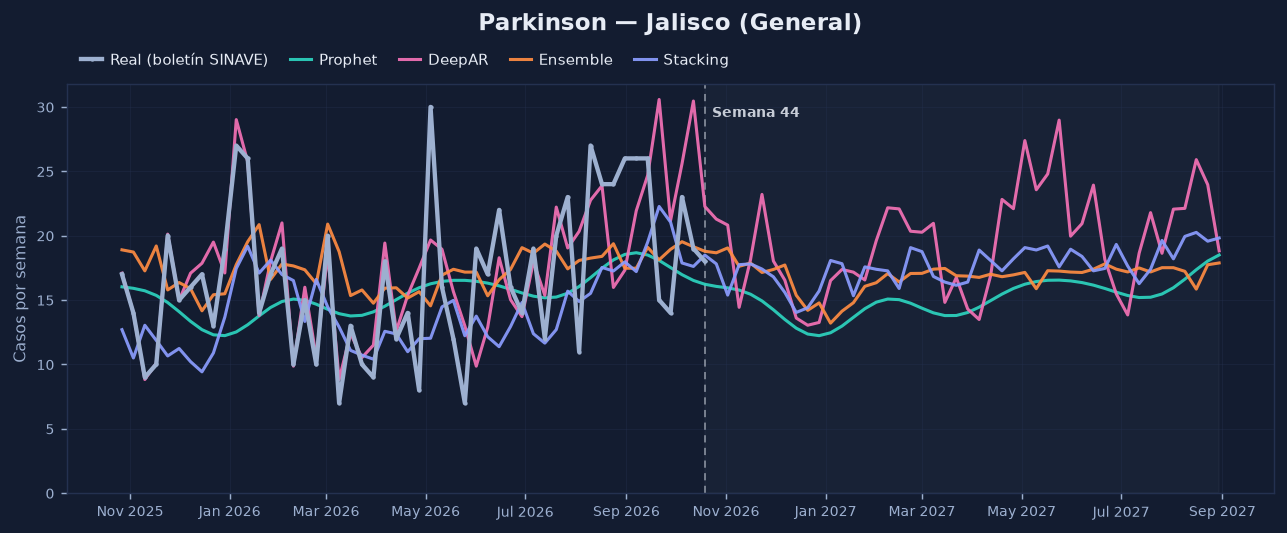 Parkinson — Jalisco (General)
Real (boletín SINAVE) Prophet DeepAR Ensemble Stacking
Semana 44
Casos por semana
30
25
20
15
10
5
0
Nov 2025 Jan 2026 Mar 2026 May 2026 Jul 2026 Sep 2026 Nov 2026 Jan 2027 Mar 2027 May 2027 Jul 2027 Sep 2027